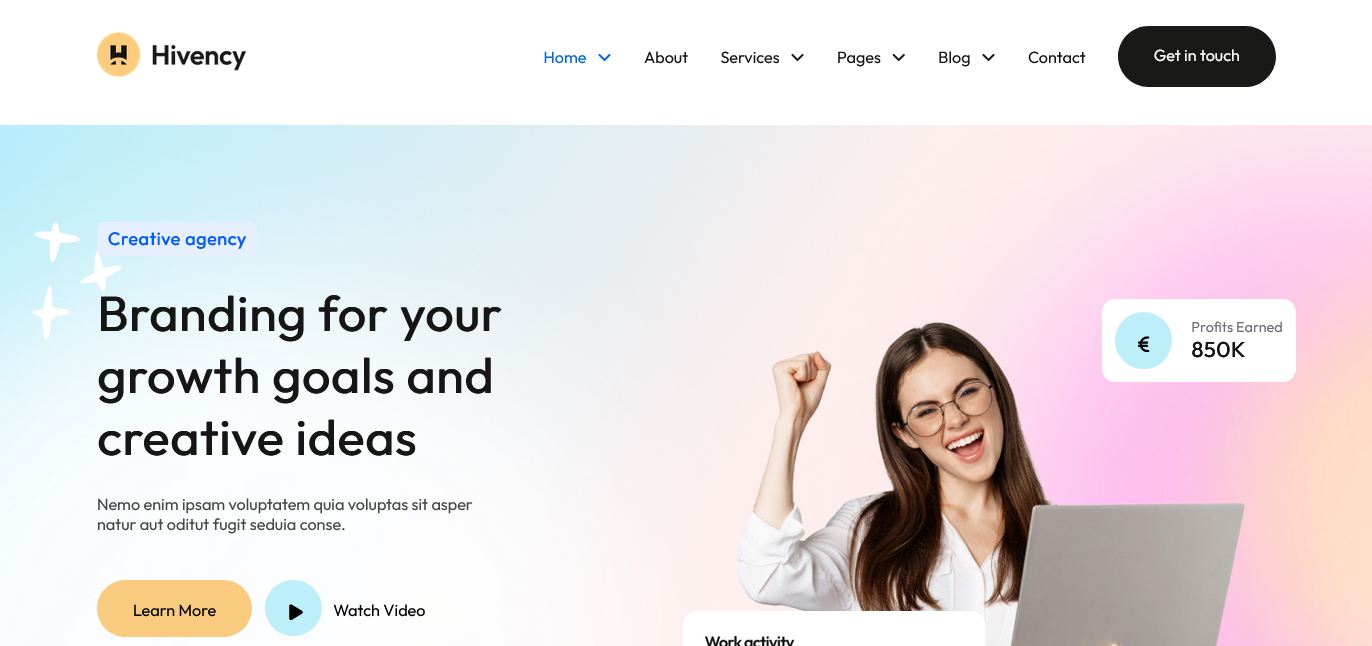 Hivency
Home
About
Services
Pages
Blog
Contact
Get in touch
Creative agency
Branding for your
growth goals and
creative ideas
Nemo enim ipsam voluptatem quia voluptas sit asper
natur aut oditut fugit seduia conse.
Learn More
Watch Video
€
Profits Earned
850K
Work activity